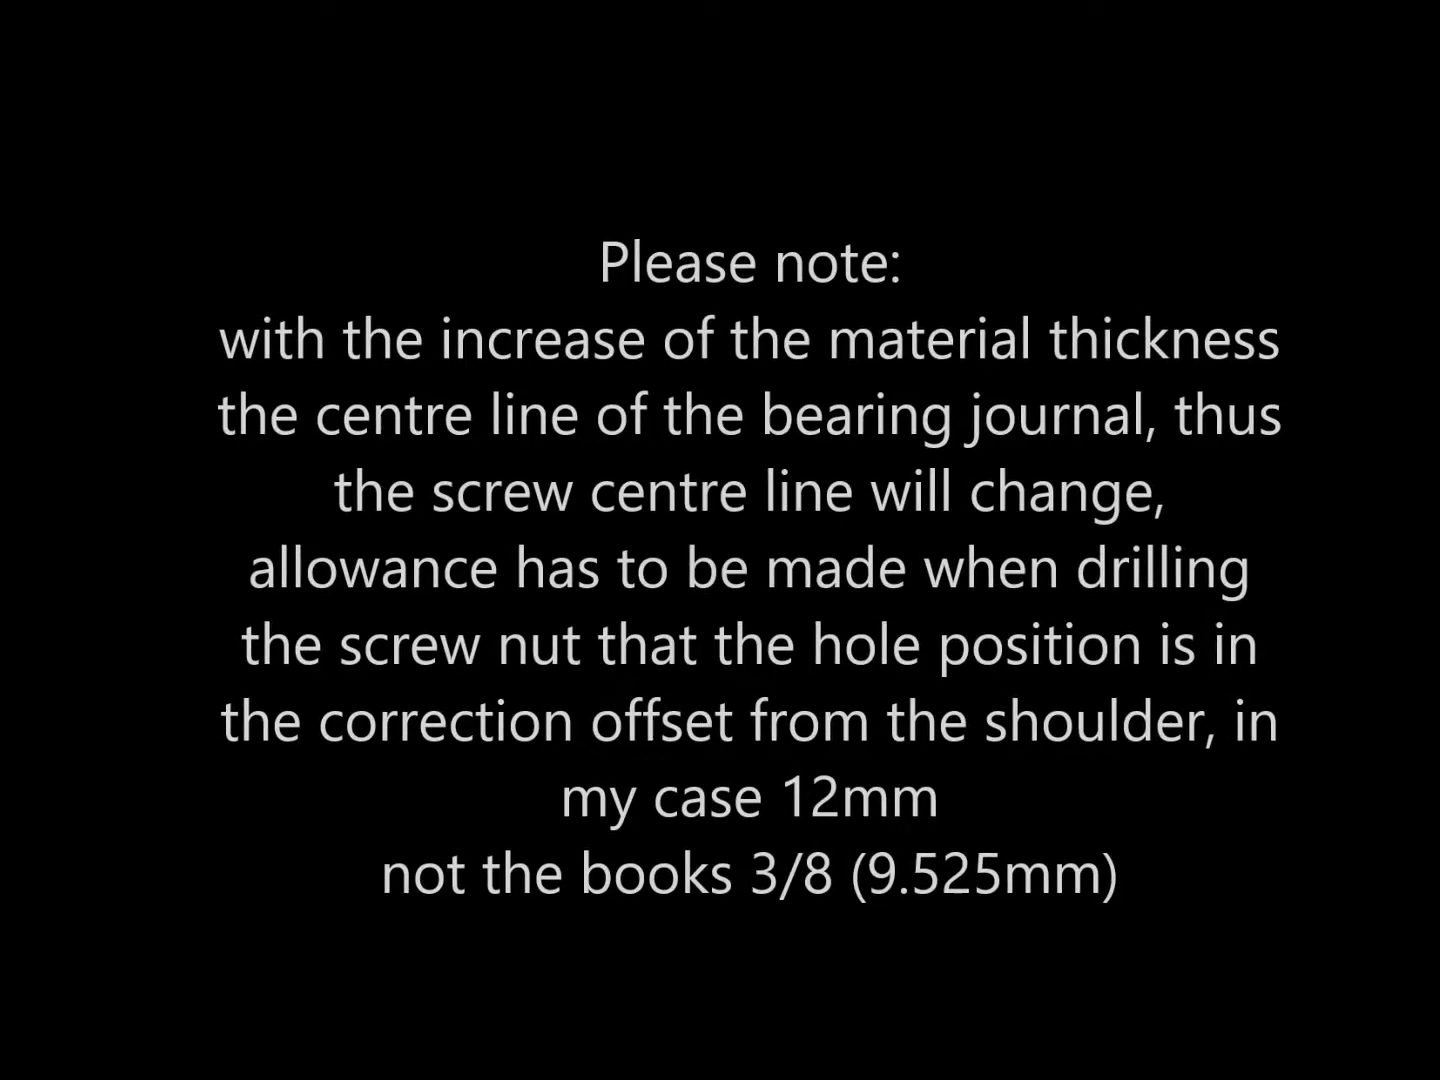 Please note:
with the increase of the material thickness
the centre line of the bearing journal, thus
the screw centre line will change,
allowance has to be made when drilling
the screw nut that the hole position is in
the correction offset from the shoulder, in
my case 12mm
not the books 3/8 (9.525mm)